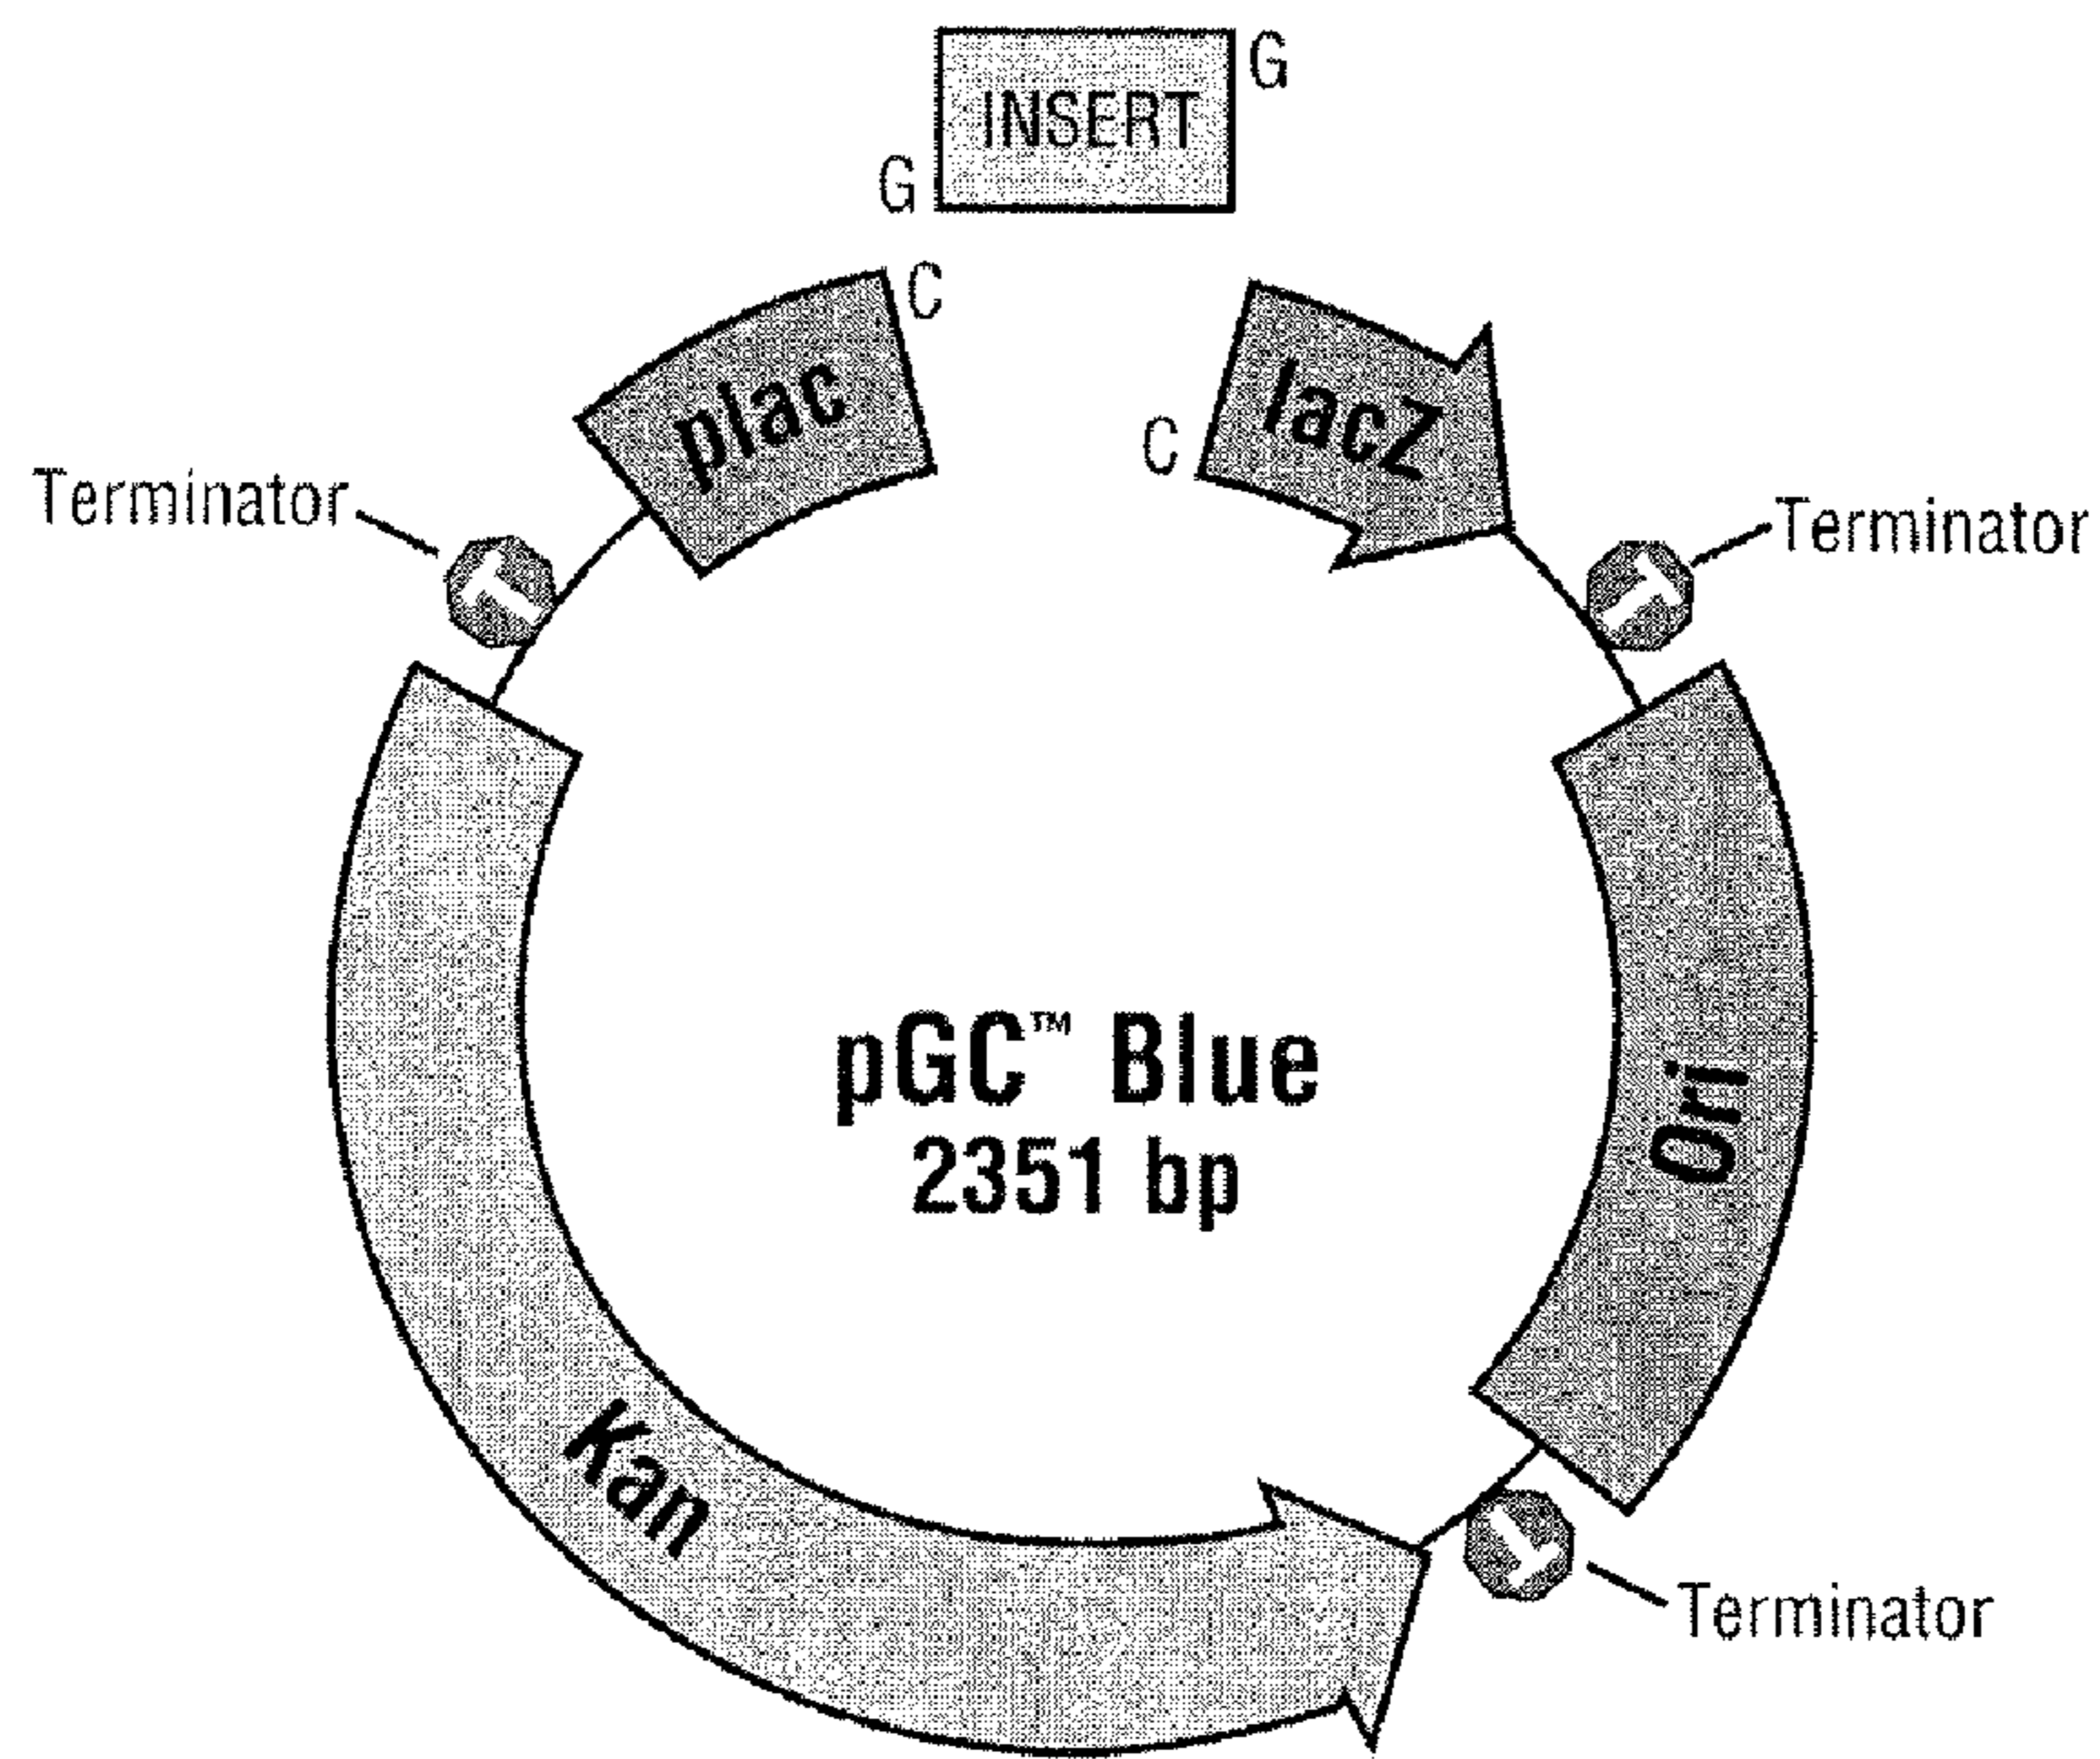 G
INSERT
G
C
plac
lacZ
C
Terminator
Terminator
T
T
pGC™ Blue
2351 bp
Ori
Kan
T
Terminator